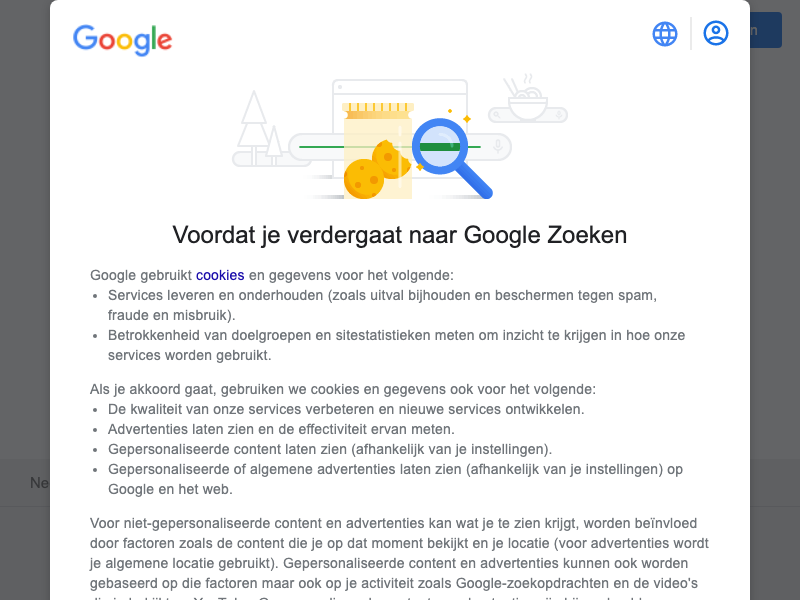 Google
Voordat je verdergaat naar Google Zoeken
Google gebruikt cookies en gegevens voor het volgende:
• Services leveren en onderhouden (zoals uitval bijhouden en beschermen tegen spam,
fraude en misbruik).
• Betrokkenheid van doelgroepen en sitestatistieken meten om inzicht te krijgen in hoe onze
services worden gebruikt.
Als je akkoord gaat, gebruiken we cookies en gegevens ook voor het volgende:
• De kwaliteit van onze services verbeteren en nieuwe services ontwikkelen.
• Advertenties laten zien en de effectiviteit ervan meten.
• Gepersonaliseerde content laten zien (afhankelijk van je instellingen).
• Gepersonaliseerde of algemene advertenties laten zien (afhankelijk van je instellingen) op
Google en het web.
Voor niet-gepersonaliseerde content en advertenties kan wat je te zien krijgt, worden beïnvloed
door factoren zoals de content die je op dat moment bekijkt en je locatie (voor advertenties wordt
je algemene locatie gebruikt). Gepersonaliseerde content en advertenties kunnen ook worden
gebaseerd op die factoren maar ook op je activiteit zoals Google-zoekopdrachten en de video's